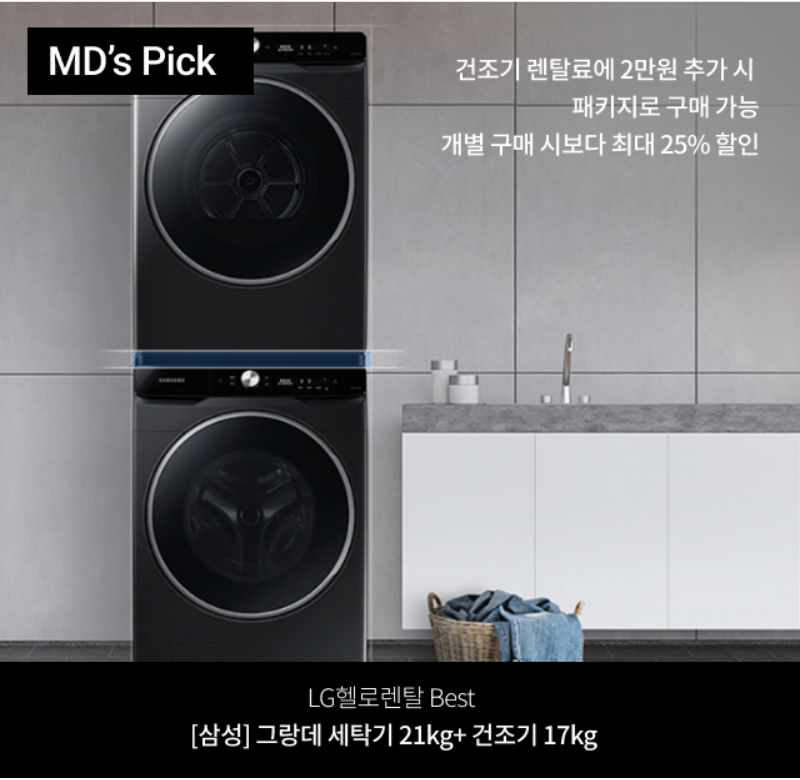 MD’s Pick
건조기 렌탈료에 2만원 추가 시
패키지로 구매 가능
개별 구매 시보다 최대 25% 할인
SAMSUNG
LG헬로렌탈 Best
[삼성] 그랑데 세탁기 21kg+ 건조기 17kg